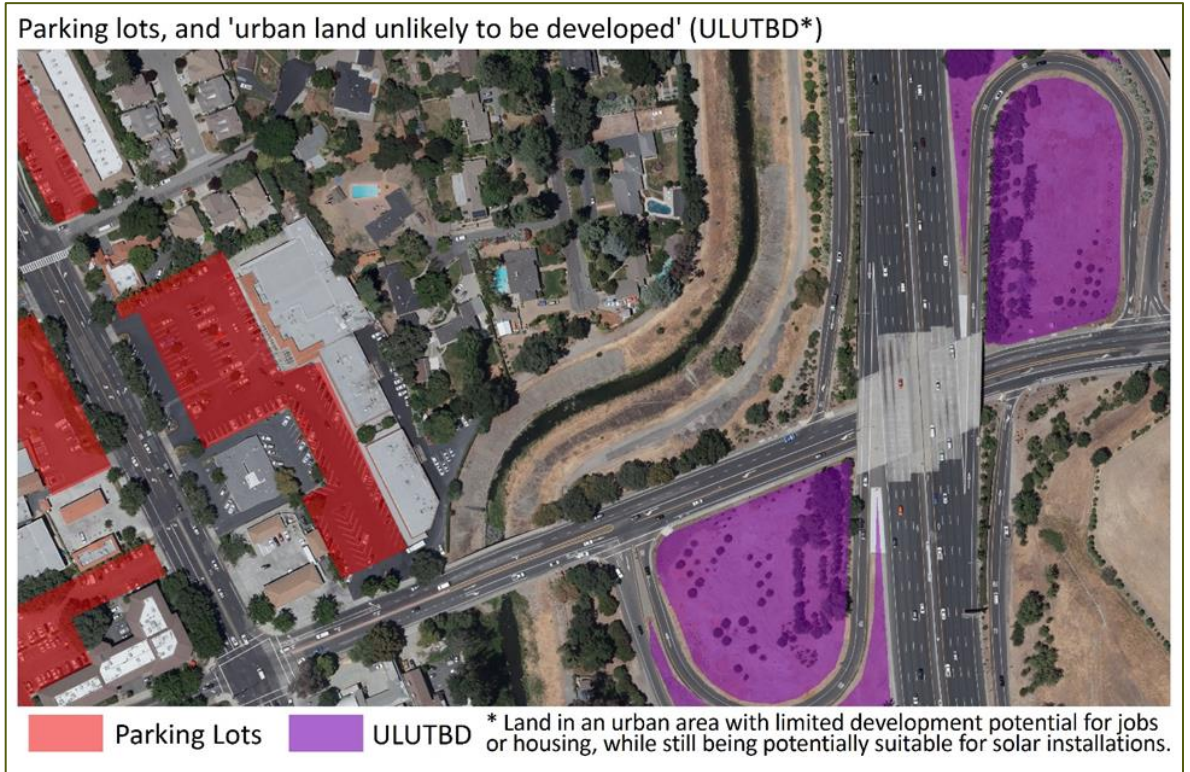 Parking lots, and 'urban land unlikely to be developed' (ULUTBD*)
Parking Lots
ULUTBD
* Land in an urban area with limited development potential for jobs
or housing, while still being potentially suitable for solar installations.